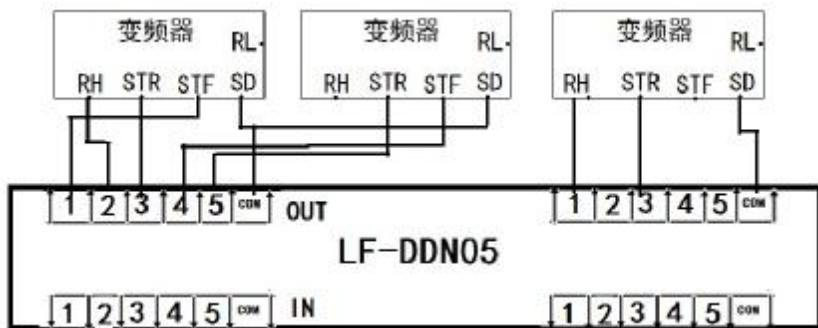 变频器 RL
RH STR STF SD
变频器 RL
RH STR STF SD
变频器 RL
RH STR STF SD
1 2 3 4 5 COM OUT
1 2 3 4 5 COM
LF-DDN05
1 2 3 4 5 COM IN
1 2 3 4 5 COM